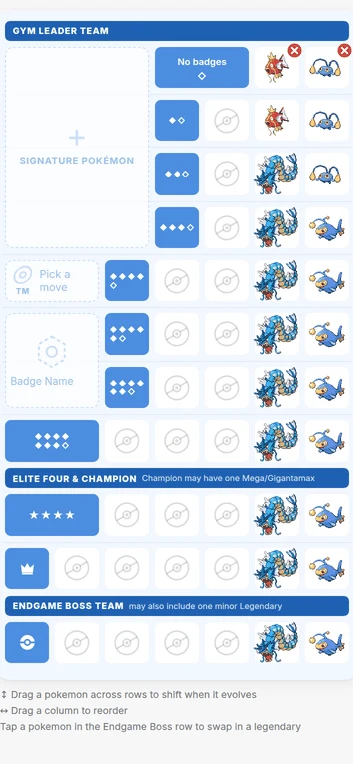 GYM LEADER TEAM
No badges
SIGNATURE POKÉMON
TM
Pick a
move
Badge Name
ELITE FOUR & CHAMPION Champion may have one Mega/Gigantamax
ENDGAME BOSS TEAM may also include one minor Legendary
↕ Drag a pokemon across rows to shift when it evolves
↔ Drag a column to reorder
Tap a pokemon in the Endgame Boss row to swap in a legendary